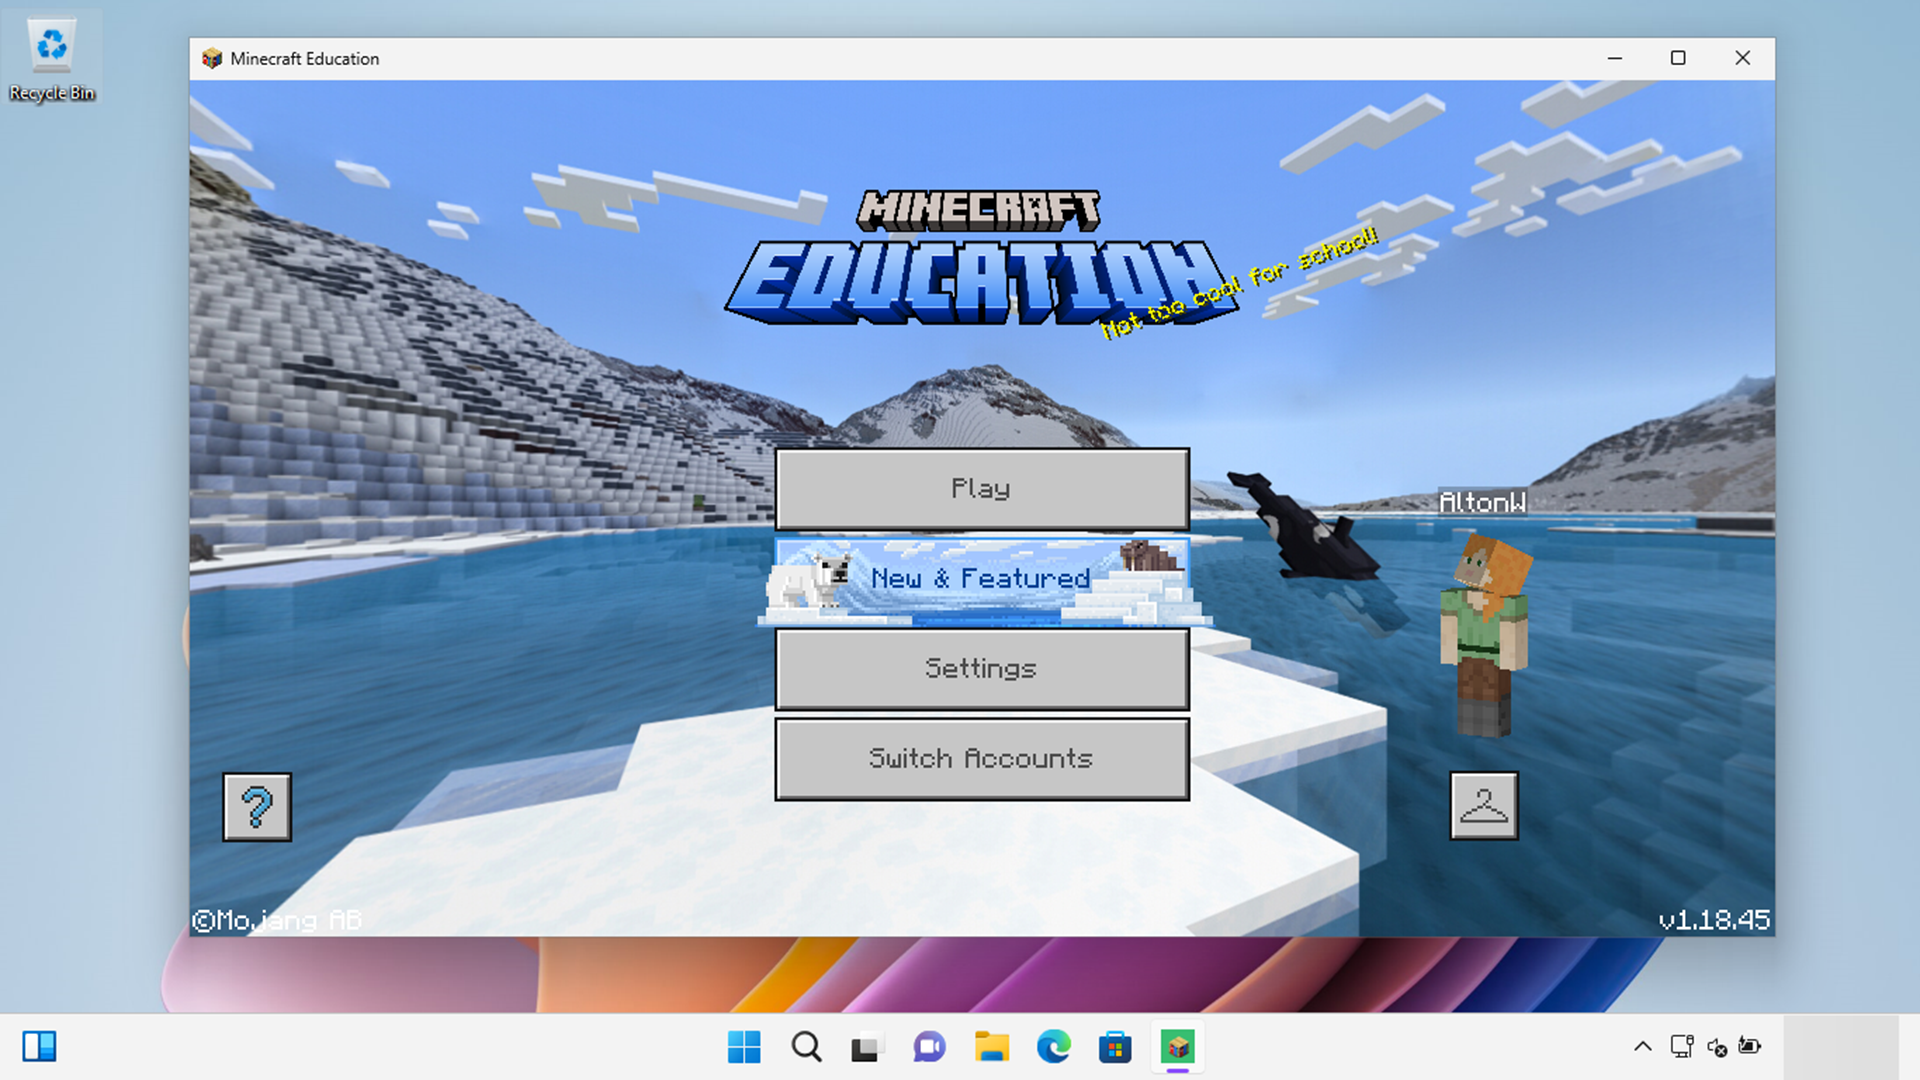 Recycle Bin
Minecraft Education
MINECRAFT
EDUCATION
Not too cool for school!
Play
AltonW
New & Featured
Settings
Switch Accounts
?
©Mojang AB
v1.18.45